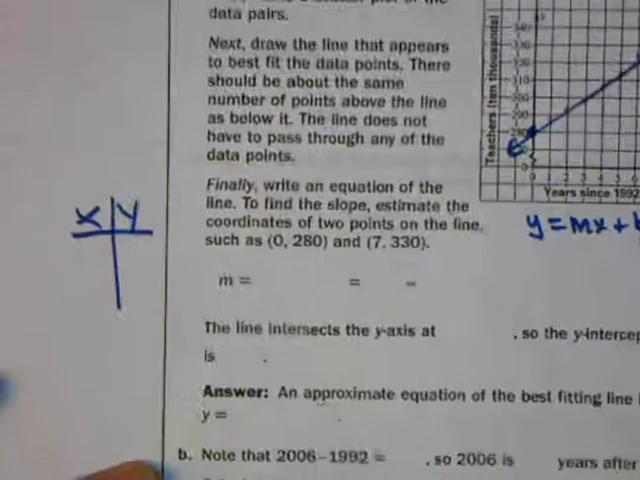 data pairs.
Next, draw the line that appears
to best fit the data points. There
should be about the same
number of points above the line
as below it. The line does not
have to pass through any of the
data points.
Finally, write an equation of the
line. To find the slope, estimate the
coordinates of two points on the line,
such as (0, 280) and (7, 330).
m = = =
The line intersects the y-axis at , so the y-intercep
is .
Answer: An approximate equation of the best fitting line
y = .
b. Note that 2006 – 1992 = , so 2006 is years after
X Y
Teachers (ten thousands)
Years since 1992
y = mx + b